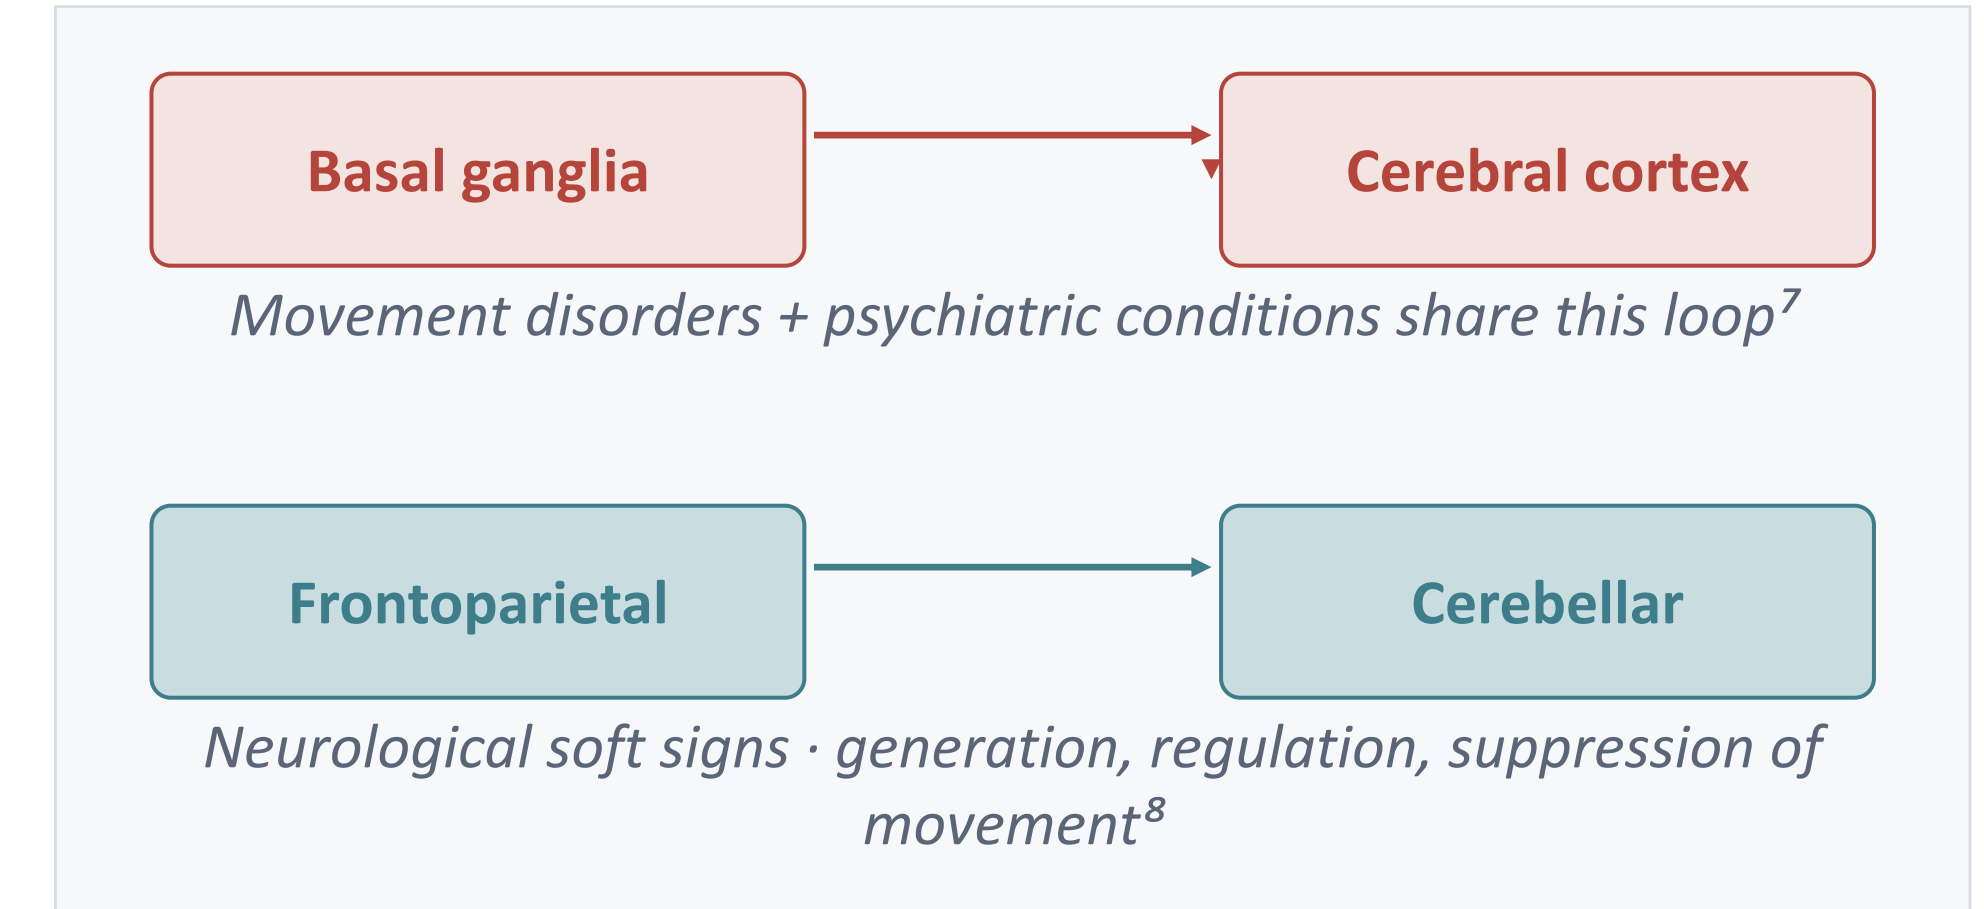 Basal ganglia
Cerebral cortex
Movement disorders + psychiatric conditions share this loop⁷
Frontoparietal
Cerebellar
Neurological soft signs · generation, regulation, suppression of
movement⁸